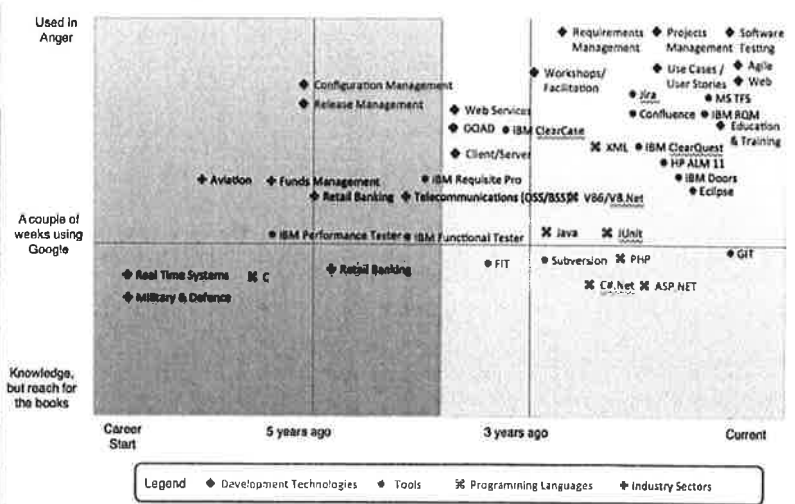 Used in
Anger
Requirements
Management
Projects
Management
Software
Testing
Use Cases /
User Stories
Agile
Web
Workshops/
Facilitation
Configuration Management
Release Management
Jira
MS TFS
Web Services
Confluence
IBM RQM
OOAD
IBM ClearCase
Education
& Training
Client/Server
XML
IBM ClearQuest
HP ALM 11
Aviation
Funds Management
IBM Requisite Pro
IBM Doors
Retail Banking
Telecommunications (OSS/BSS)
VB6/VB.Net
Eclipse
A couple of
weeks using
Google
IBM Performance Tester
IBM Functional Tester
Java
JUnit
Real Time Systems
C
Retail Banking
FIT
Subversion
PHP
GIT
Military & Defence
C#.Net
ASP.NET
Knowledge,
but reach for
the books
Career
Start
5 years ago
3 years ago
Current
Legend
Development Technologies
Tools
Programming Languages
Industry Sectors